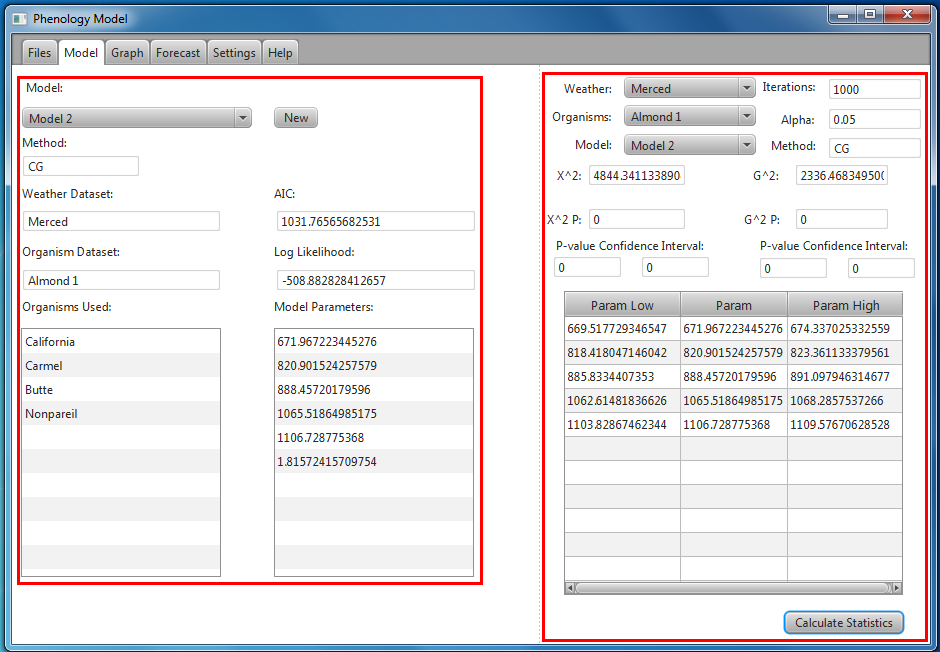 Phenology Model
Files Model Graph Forecast Settings Help
Model:
Model 2 New
Method:
CG
Weather Dataset: AIC:
Merced 1031.76565682531
Organism Dataset: Log Likelihood:
Almond 1 -508.882828412657
Organisms Used: Model Parameters:
California 671.967223445276
Carmel 820.901524257579
Butte 888.45720179596
Nonpareil 1065.51864985175
1106.728775368
1.81572415709754
Weather: Merced Iterations: 1000
Organisms: Almond 1 Alpha: 0.05
Model: Model 2 Method: CG
X^2: 4844.341133890 G^2: 2336.468349500
X^2 P: 0 G^2 P: 0
P-value Confidence Interval: P-value Confidence Interval:
0 0 0 0
Param Low Param Param High
669.517729346547 671.967223445276 674.337025332559
818.418047146042 820.901524257579 823.361133379561
885.8334407353 888.45720179596 891.097946314677
1062.61481836626 1065.51864985175 1068.2857537266
1103.82867462344 1106.728775368 1109.57670628528
Calculate Statistics